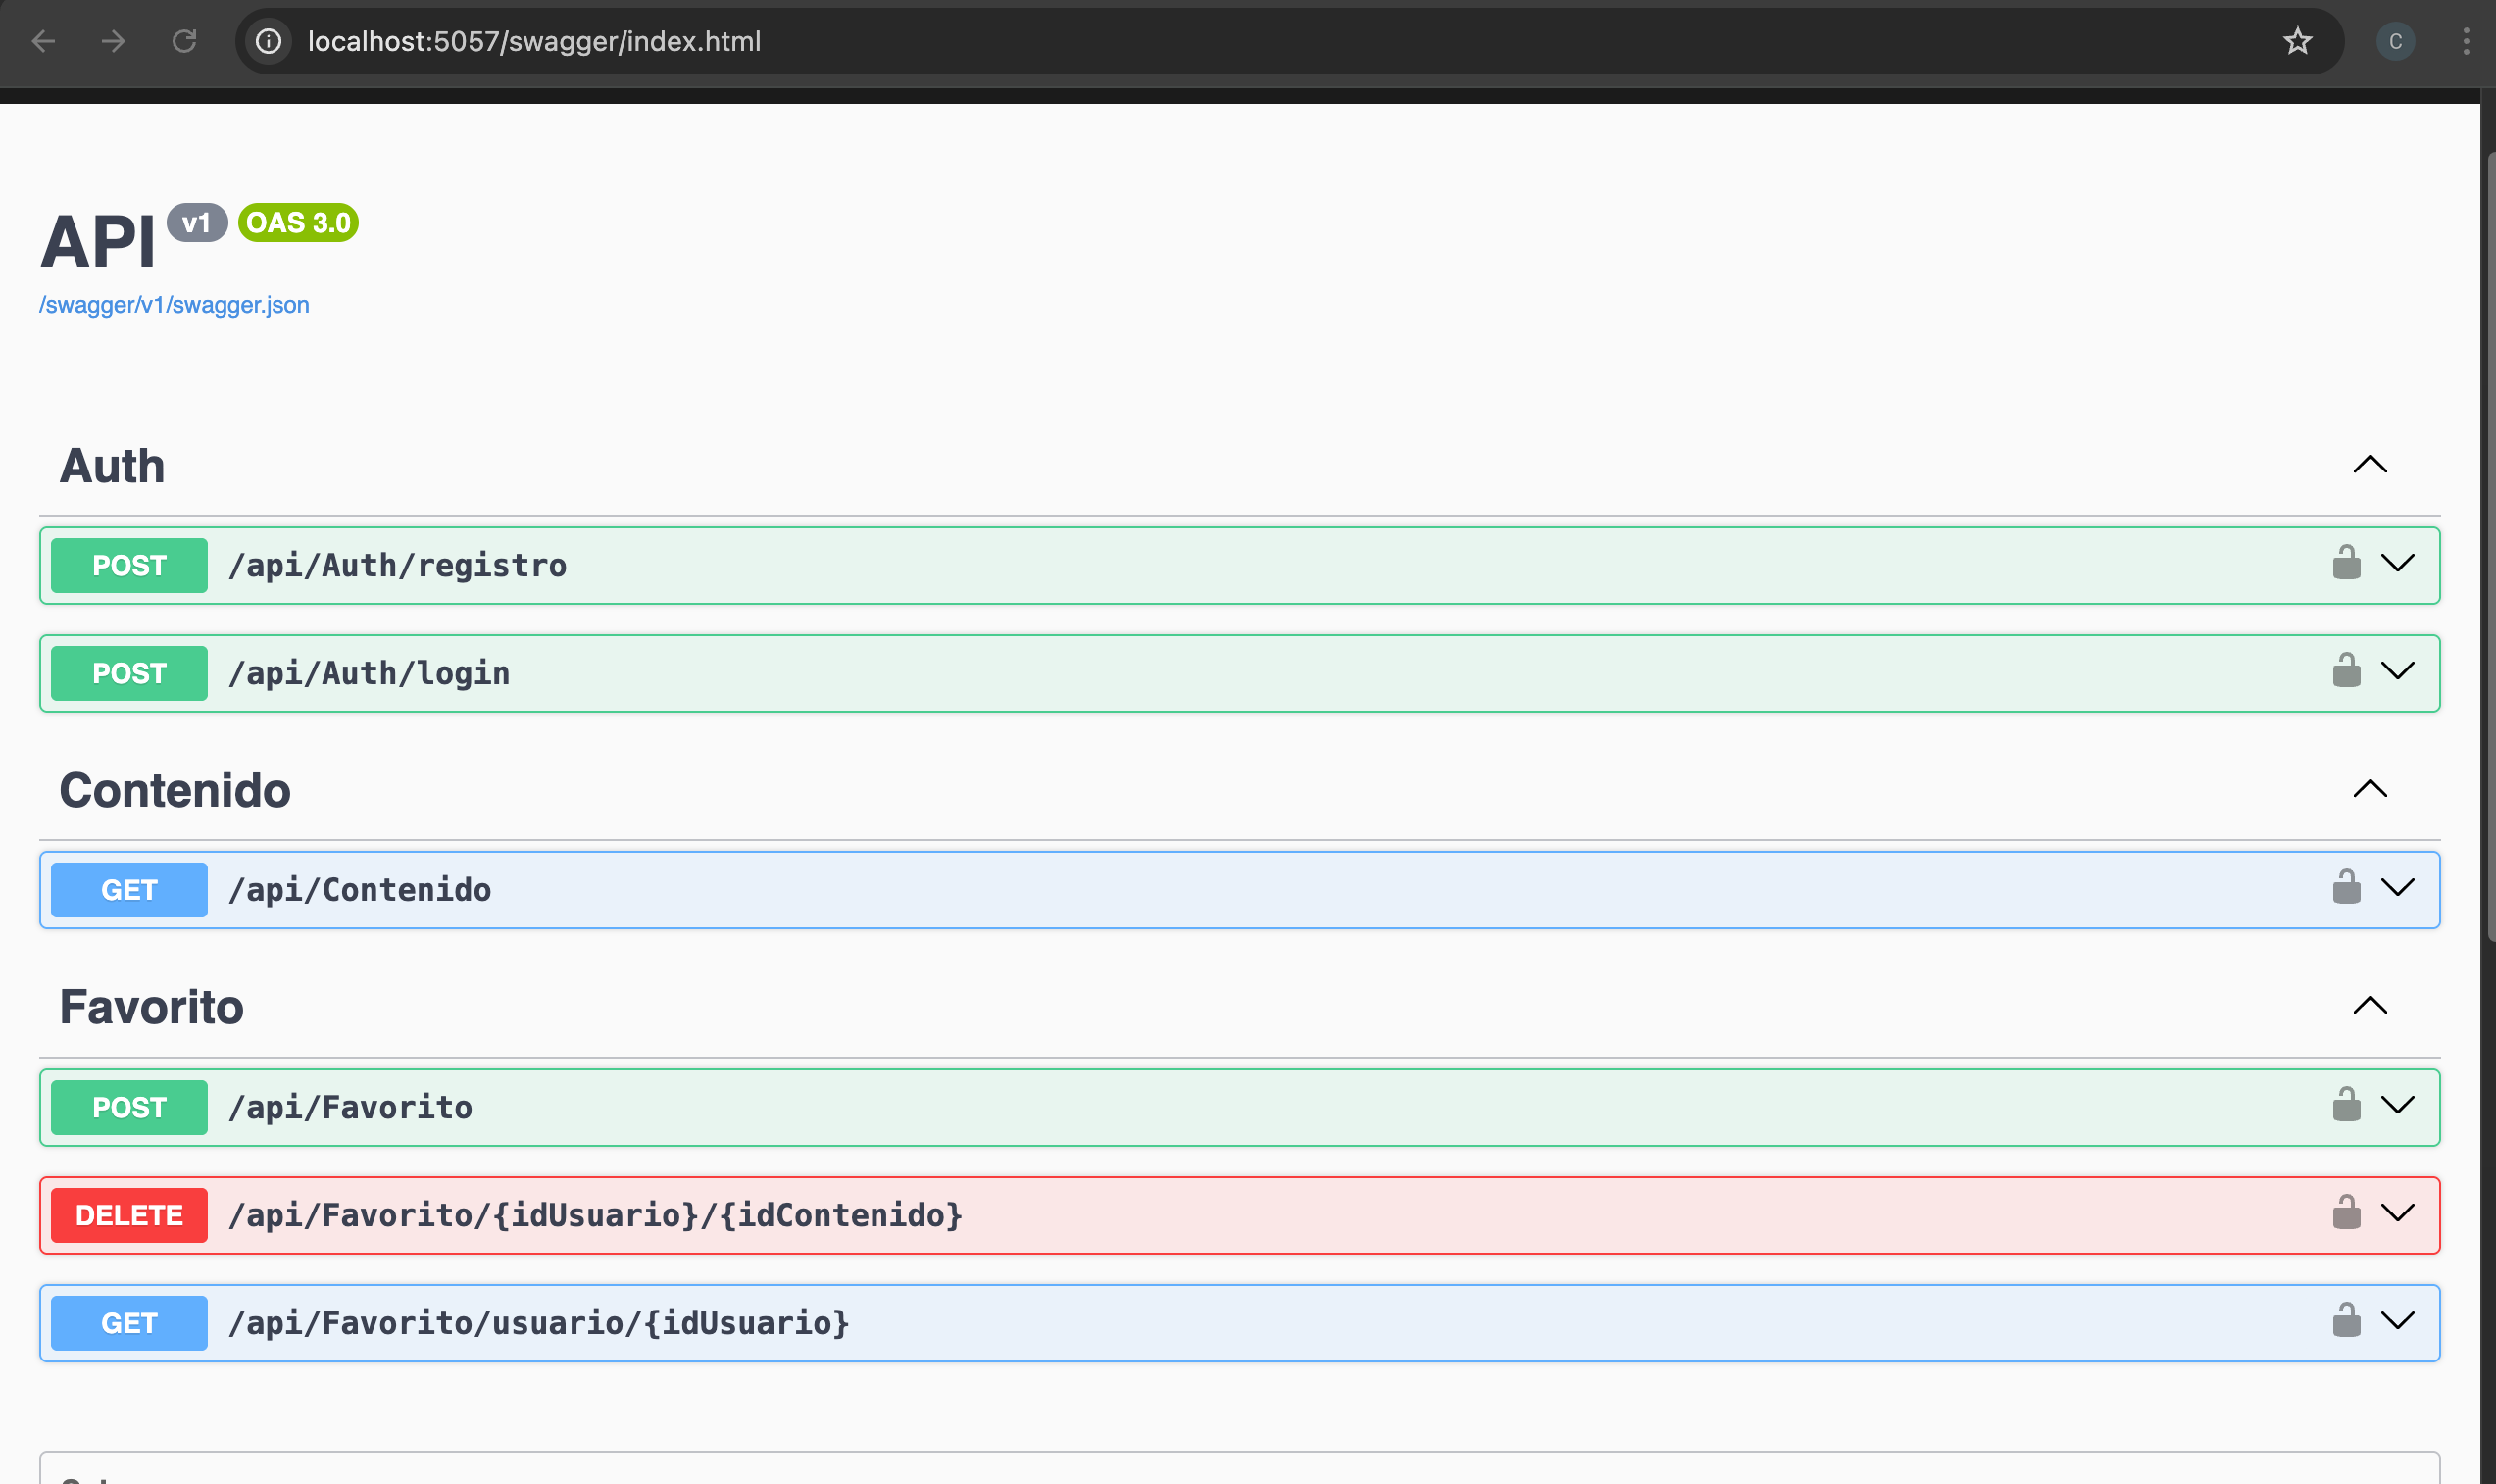 localhost:5057/swagger/index.html
C
API v1 OAS 3.0
/swagger/v1/swagger.json
Auth
POST /api/Auth/registro
POST /api/Auth/login
Contenido
GET /api/Contenido
Favorito
POST /api/Favorito
DELETE /api/Favorito/{idUsuario}/{idContenido}
GET /api/Favorito/usuario/{idUsuario}